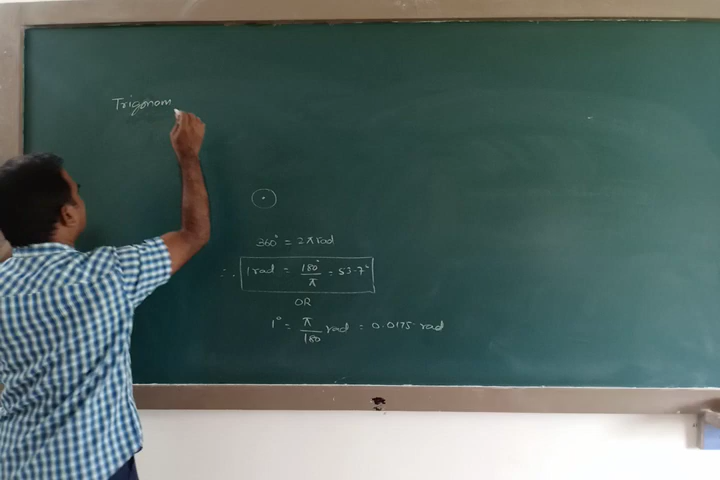 Trigonom
360° = 2π rad
∴ 1 rad = 180°/π = 53.7°
OR
1° = π/180 rad = 0.0175 rad